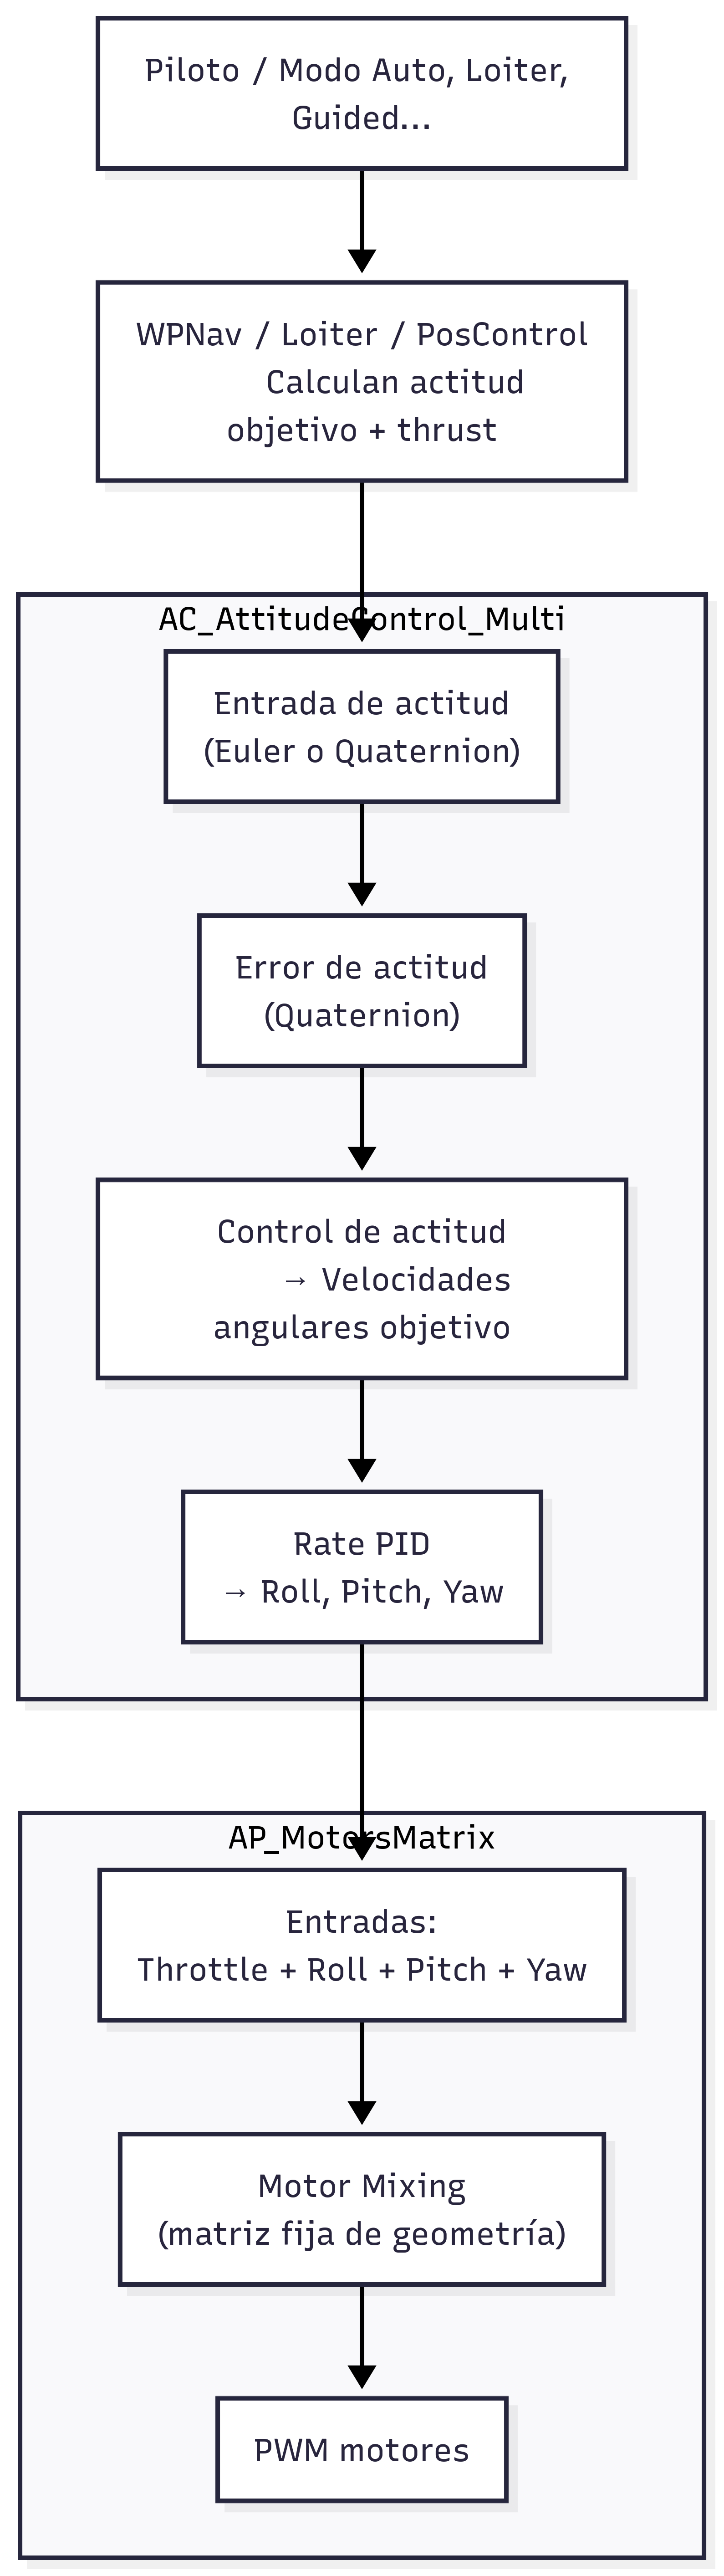 Piloto / Modo Auto, Loiter,
Guided...
WPNav / Loiter / PosControl
Calculan actitud
objetivo + thrust
AC_AttitudeControl_Multi
Entrada de actitud
(Euler o Quaternion)
Error de actitud
(Quaternion)
Control de actitud
→ Velocidades
angulares objetivo
Rate PID
→ Roll, Pitch, Yaw
AP_MotorsMatrix
Entradas:
Throttle + Roll + Pitch + Yaw
Motor Mixing
(matriz fija de geometría)
PWM motores